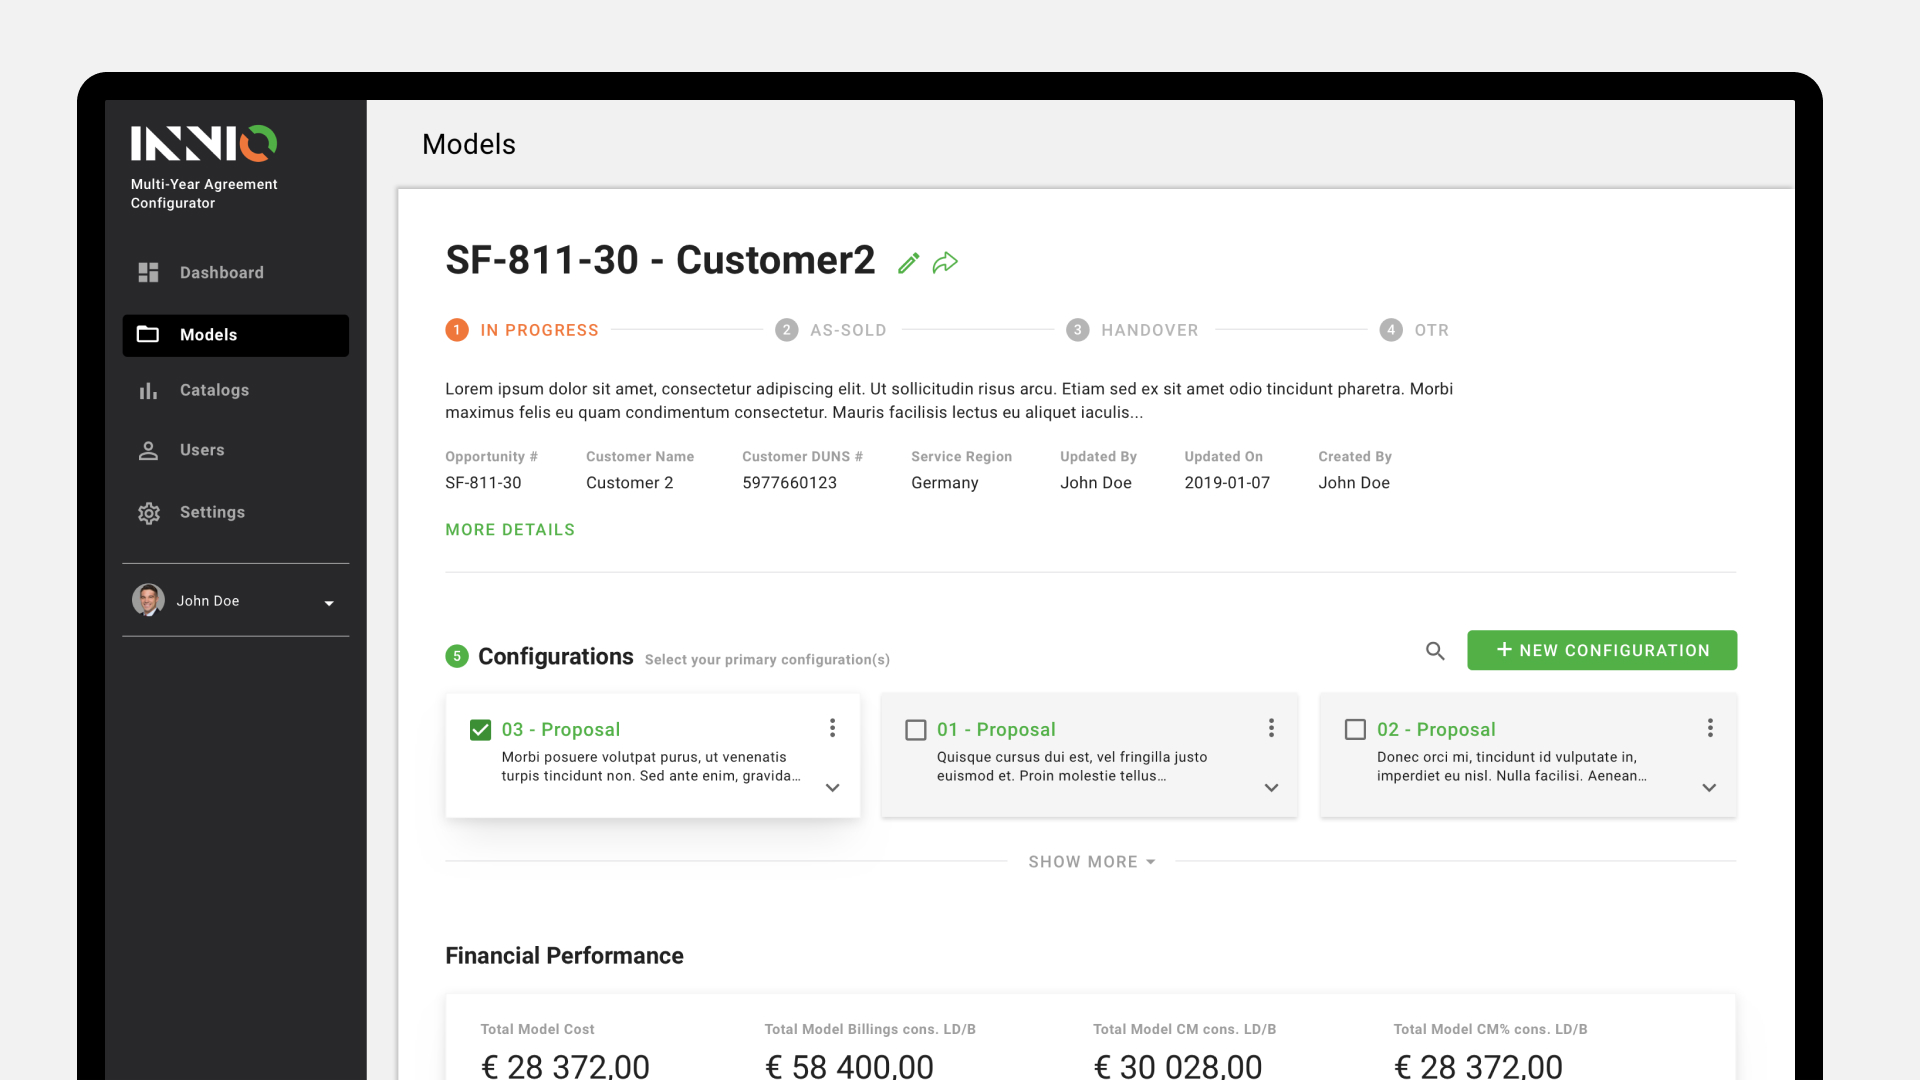 INNIO
Multi-Year Agreement
Configurator
Dashboard
Models
Catalogs
Users
Settings
John Doe
Models
SF-811-30 - Customer2
1 IN PROGRESS
2 AS-SOLD
3 HANDOVER
4 OTR
Lorem ipsum dolor sit amet, consectetur adipiscing elit. Ut sollicitudin risus arcu. Etiam sed ex sit amet odio tincidunt pharetra. Morbi
maximus felis eu quam condimentum consectetur. Mauris facilisis lectus eu aliquet iaculis...
Opportunity # Customer Name Customer DUNS # Service Region Updated By Updated On Created By
SF-811-30 Customer 2 5977660123 Germany John Doe 2019-01-07 John Doe
MORE DETAILS
5 Configurations Select your primary configuration(s)
+ NEW CONFIGURATION
03 - Proposal
Morbi posuere volutpat purus, ut venenatis
turpis tincidunt non. Sed ante enim, gravida...
01 - Proposal
Quisque cursus dui est, vel fringilla justo
euismod et. Proin molestie tellus...
02 - Proposal
Donec orci mi, tincidunt id vulputate in,
imperdiet eu nisl. Nulla facilisi. Aenean...
SHOW MORE
Financial Performance
Total Model Cost Total Model Billings cons. LD/B Total Model CM cons. LD/B Total Model CM% cons. LD/B
€ 28 372,00 € 58 400,00 € 30 028,00 € 28 372,00